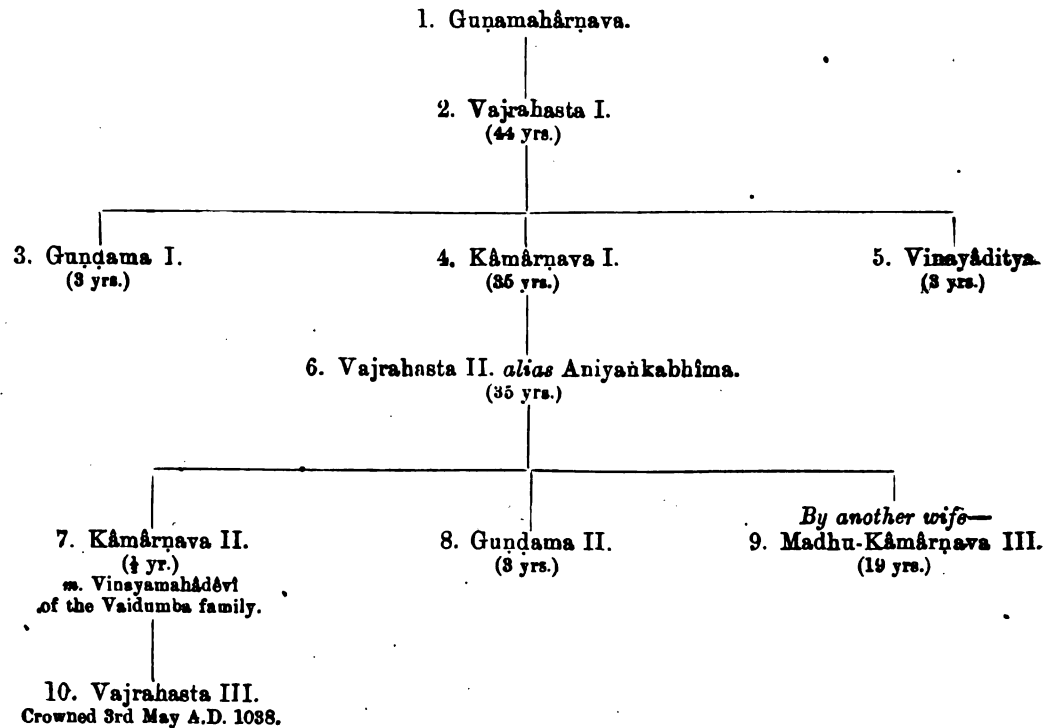 1. Guṇamahârṇava.
2. Vajrahasta I.
(44 yrs.)
3. Guṇḍama I.
(3 yrs.)
4. Kâmârṇava I.
(35 yrs.)
5. Vinayâditya.
(3 yrs.)
6. Vajrahasta II. alias Aniyaṅkabhîma.
(35 yrs.)
7. Kâmârṇava II.
(½ yr.)
m. Vinayamahâdêvî
of the Vaidumba family.
8. Guṇḍama II.
(3 yrs.)
By another wife—
9. Madhu-Kâmârṇava III.
(19 yrs.)
10. Vajrahasta III.
Crowned 3rd May A.D. 1038.